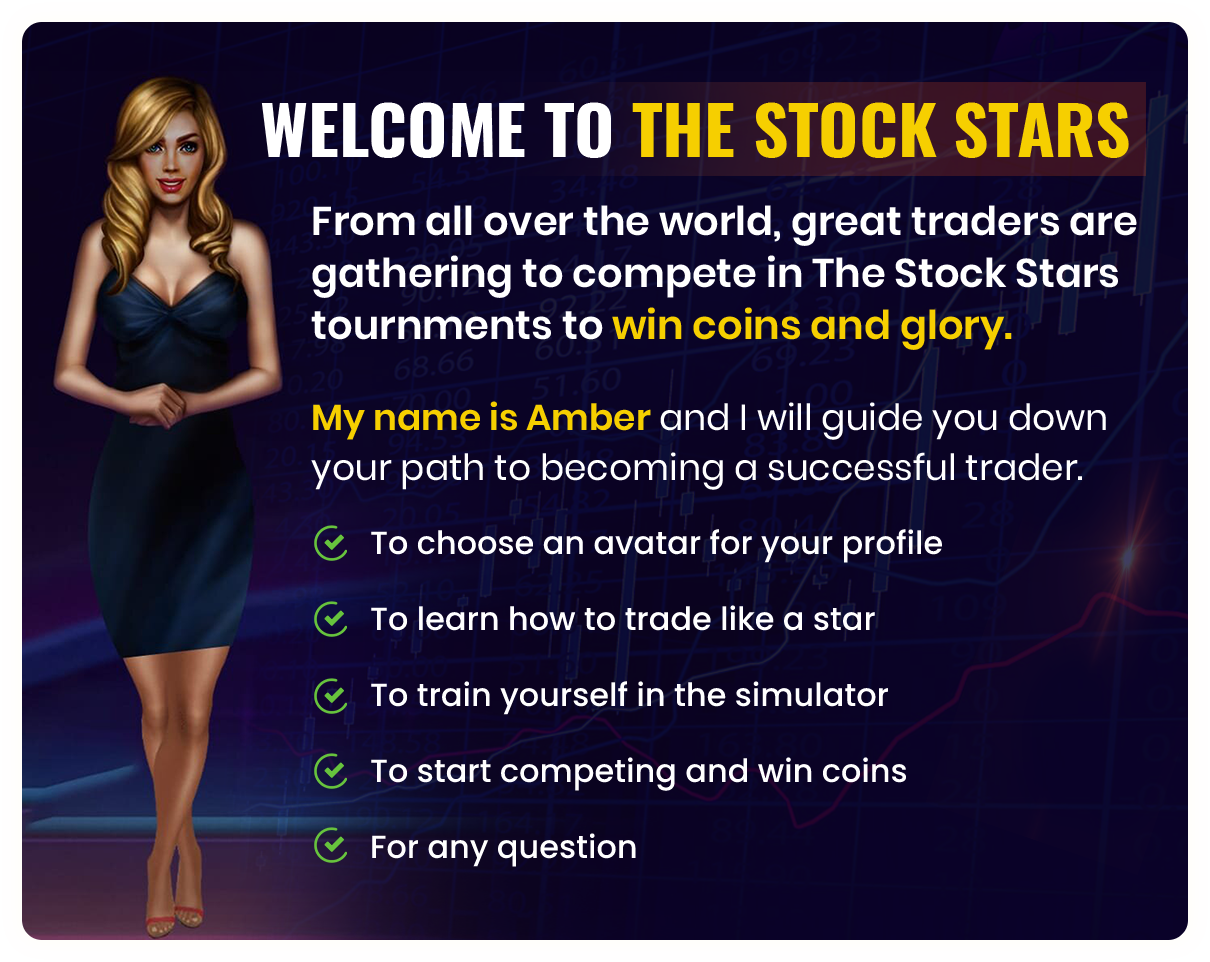 WELCOME TO THE STOCK STARS
From all over the world, great traders are
gathering to compete in The Stock Stars
tournments to win coins and glory.
My name is Amber and I will guide you down
your path to becoming a successful trader.
To choose an avatar for your profile
To learn how to trade like a star
To train yourself in the simulator
To start competing and win coins
For any question